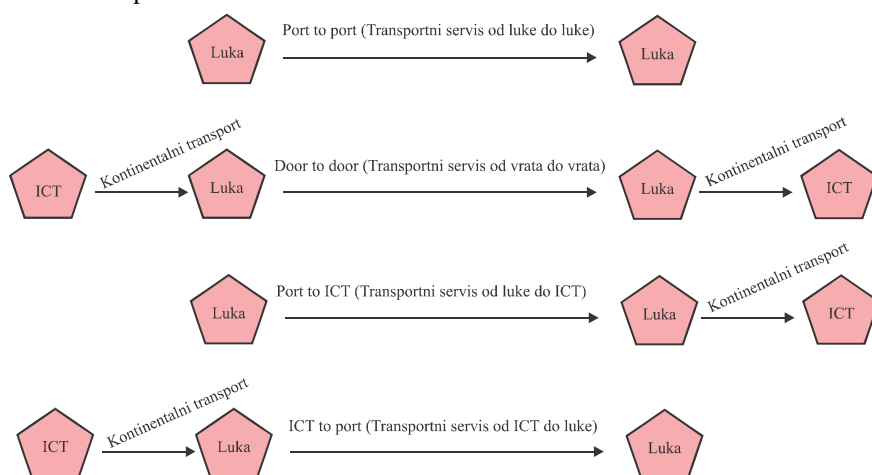 Port to port (Transportni servis od luke do luke)
Luka
Luka
Kontinentalni transport
Door to door (Transportni servis od vrata do vrata)
Kontinentalni transport
ICT
Luka
Luka
ICT
Port to ICT (Transportni servis od luke do ICT)
Kontinentalni transport
Luka
Luka
ICT
Kontinentalni transport
ICT to port (Transportni servis od ICT do luke)
ICT
Luka
Luka